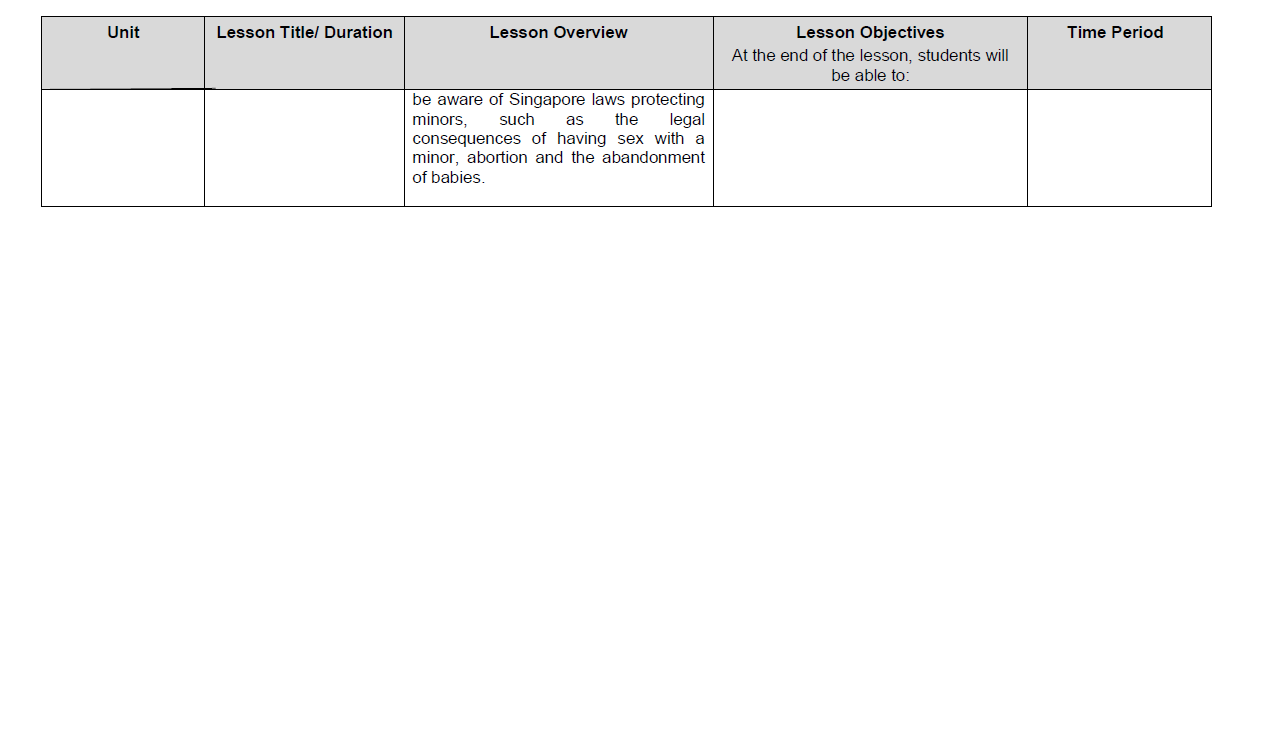 Unit
Lesson Title/ Duration
Lesson Overview
Lesson Objectives
At the end of the lesson, students will
be able to:
Time Period
be aware of Singapore laws protecting
minors, such as the legal
consequences of having sex with a
minor, abortion and the abandonment
of babies.